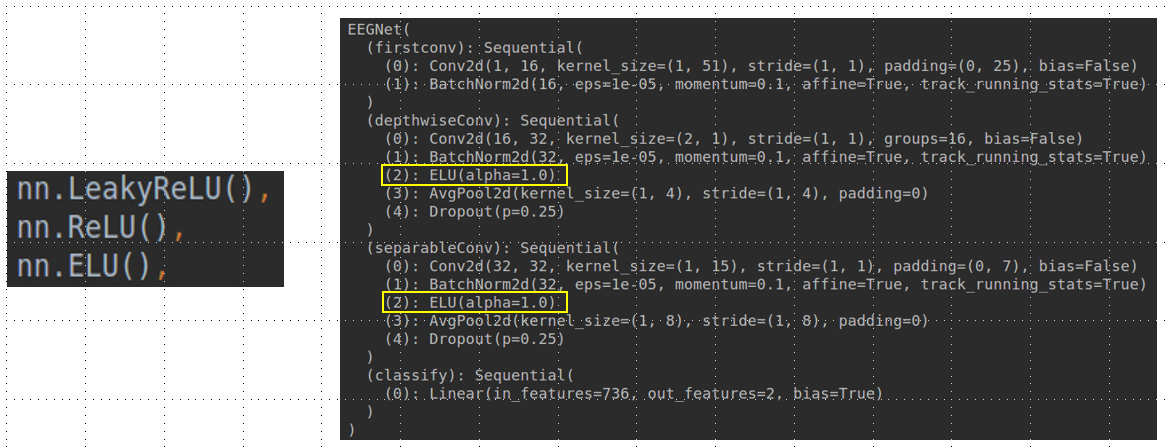 nn.LeakyReLU(),
nn.ReLU(),
nn.ELU(),
EEGNet(
(firstconv): Sequential(
(0): Conv2d(1, 16, kernel_size=(1, 51), stride=(1, 1), padding=(0, 25), bias=False)
(1): BatchNorm2d(16, eps=1e-05, momentum=0.1, affine=True, track_running_stats=True)
)
(depthwiseConv): Sequential(
(0): Conv2d(16, 32, kernel_size=(2, 1), stride=(1, 1), groups=16, bias=False)
(1): BatchNorm2d(32, eps=1e-05, momentum=0.1, affine=True, track_running_stats=True)
(2): ELU(alpha=1.0)
(3): AvgPool2d(kernel_size=(1, 4), stride=(1, 4), padding=0)
(4): Dropout(p=0.25)
)
(separableConv): Sequential(
(0): Conv2d(32, 32, kernel_size=(1, 15), stride=(1, 1), padding=(0, 7), bias=False)
(1): BatchNorm2d(32, eps=1e-05, momentum=0.1, affine=True, track_running_stats=True)
(2): ELU(alpha=1.0)
(3): AvgPool2d(kernel_size=(1, 8), stride=(1, 8), padding=0)
(4): Dropout(p=0.25)
)
(classify): Sequential(
(0): Linear(in_features=736, out_features=2, bias=True)
)
)